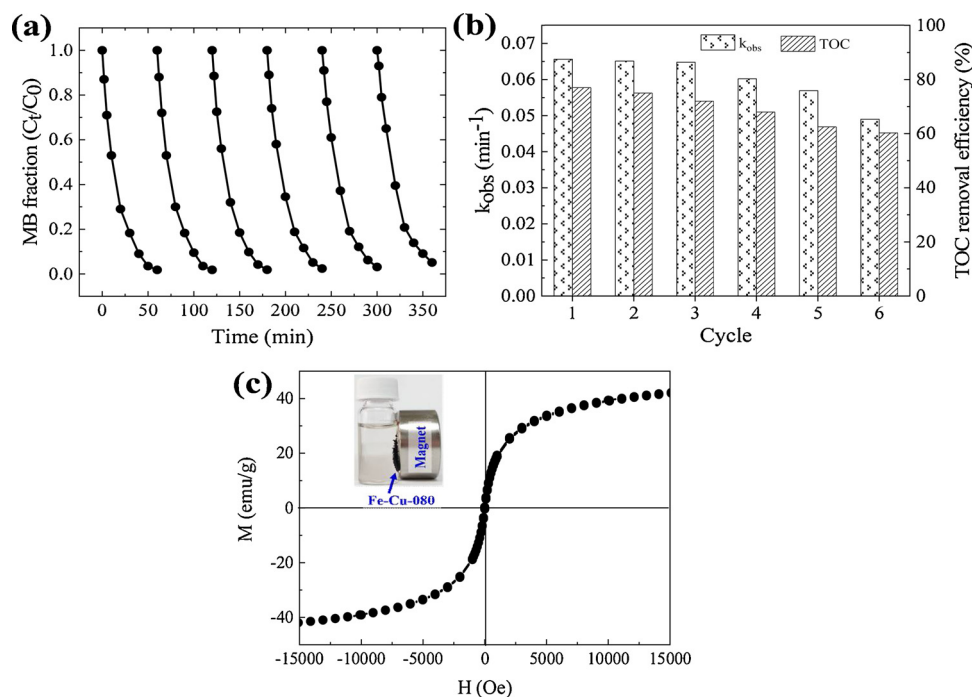 (a)
1.0
0.8
0.6
0.4
0.2
0.0
MB fraction (Ct/C0)
0 50 100 150 200 250 300 350
Time (min)
(b)
0.07
0.06
0.05
0.04
0.03
0.02
0.01
0.00
kobs (min-1)
kobs TOC
100
80
60
40
20
0
TOC removal efficiency (%)
1 2 3 4 5 6
Cycle
(c)
40
20
0
-20
-40
M (emu/g)
Magnet
Fe-Cu-080
-15000 -10000 -5000 0 5000 10000 15000
H (Oe)